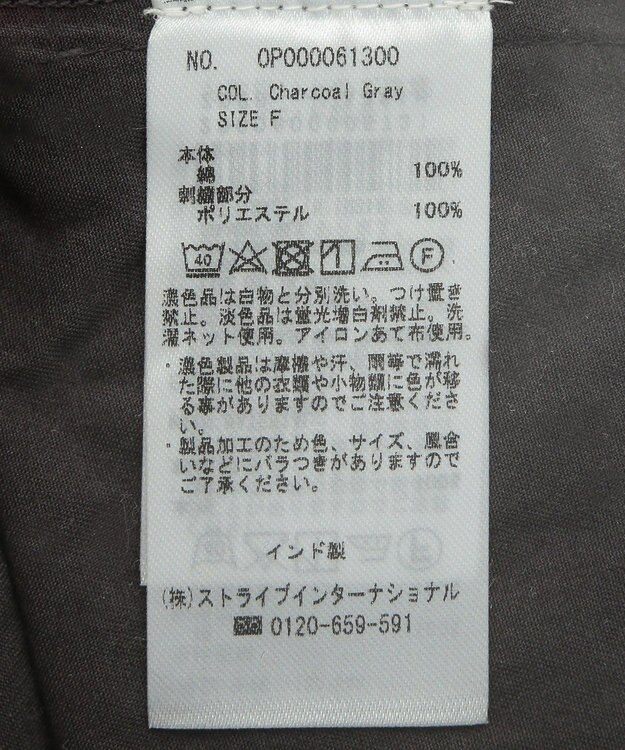 NO. OP000061300
COL. Charcoal Gray
SIZE F
本体
綿 100%
刺繍部分
ポリエステル 100%
40 F
濃色品は白物と分別洗い。つけ置き
禁止。淡色品は蛍光増白剤禁止。洗
濯ネット使用。アイロンあて布使用。
・濃色製品は摩擦や汗、雨等で濡れ
た際に他の衣類や小物類に色が移
る事がありますのでご注意くださ
い。
・製品加工のため色、サイズ、風合
いなどにバラつきがありますので
ご了承ください。
インド製
(株)ストライプインターナショナル
0120-659-591